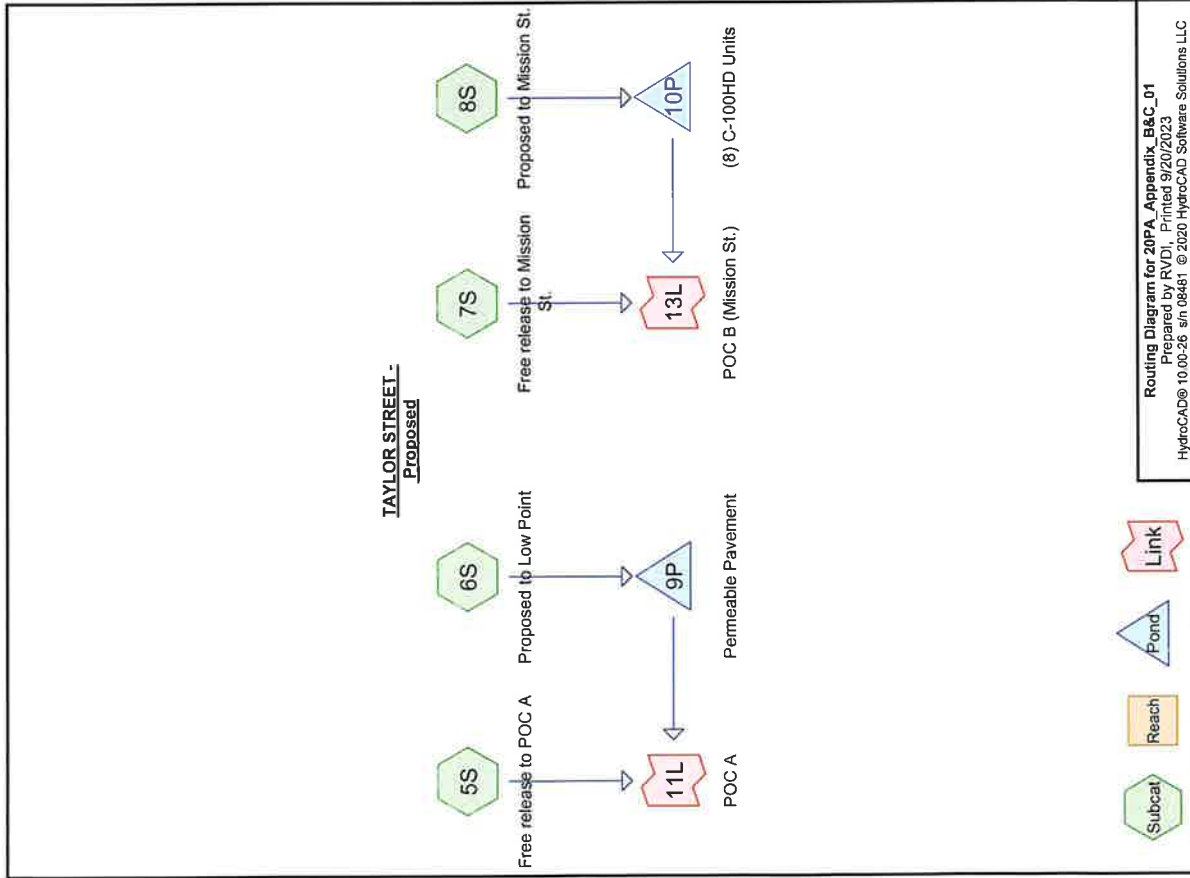 TAYLOR STREET -
Proposed
5S
Free release to POC A
6S
Proposed to Low Point
7S
Free release to Mission
St.
8S
Proposed to Mission St.
11L
POC A
9P
Permeable Pavement
13L
POC B (Mission St.)
10P
(8) C-100HD Units
Subcat
Reach
Pond
Link
Routing Diagram for 20PA_Appendix_B&C_01
Prepared by RVDI, Printed 9/20/2023
HydroCAD® 10.00-26 s/n 08481 © 2020 HydroCAD Software Solutions LLC